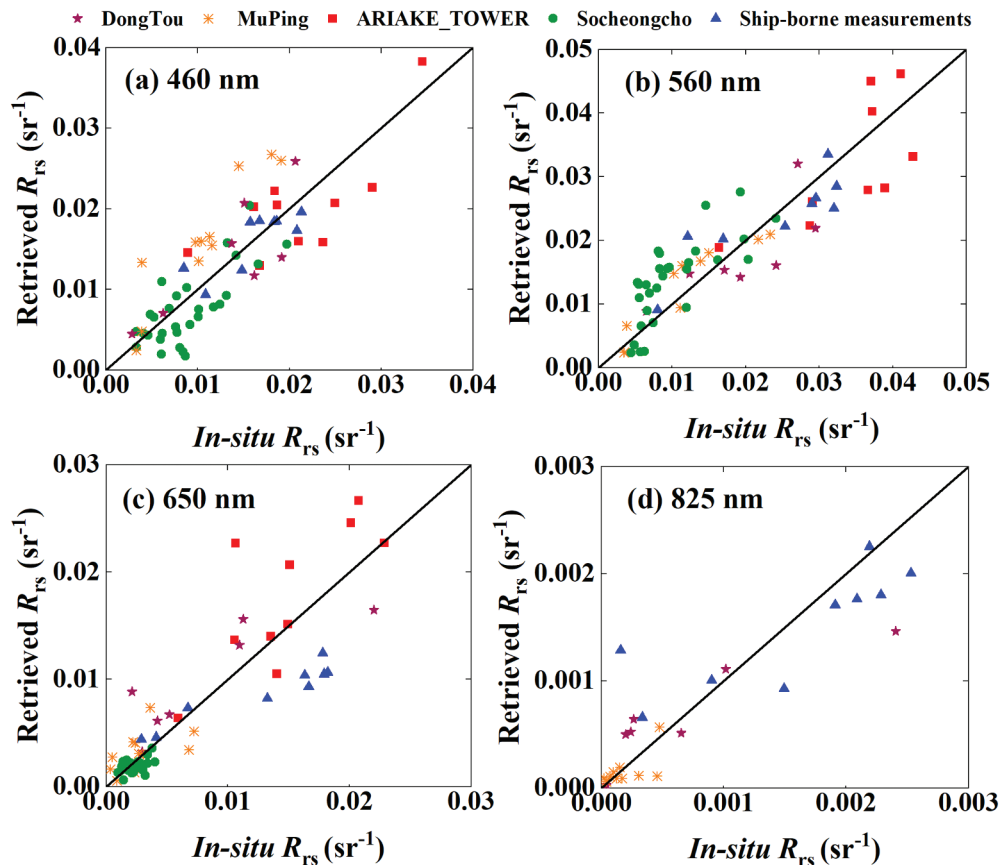 DongTou MuPing ARIAKE_TOWER Socheongcho Ship-borne measurements
(a) 460 nm
0.04
0.03
0.02
0.01
0.00
Retrieved Rrs (sr-1)
0.00 0.01 0.02 0.03 0.04
In-situ Rrs (sr-1)
(b) 560 nm
0.05
0.04
0.03
0.02
0.01
0.00
Retrieved Rrs (sr-1)
0.00 0.01 0.02 0.03 0.04 0.05
In-situ Rrs (sr-1)
(c) 650 nm
0.03
0.02
0.01
0.00
Retrieved Rrs (sr-1)
0.00 0.01 0.02 0.03
In-situ Rrs (sr-1)
(d) 825 nm
0.003
0.002
0.001
0.000
Retrieved Rrs (sr-1)
0.000 0.001 0.002 0.003
In-situ Rrs (sr-1)